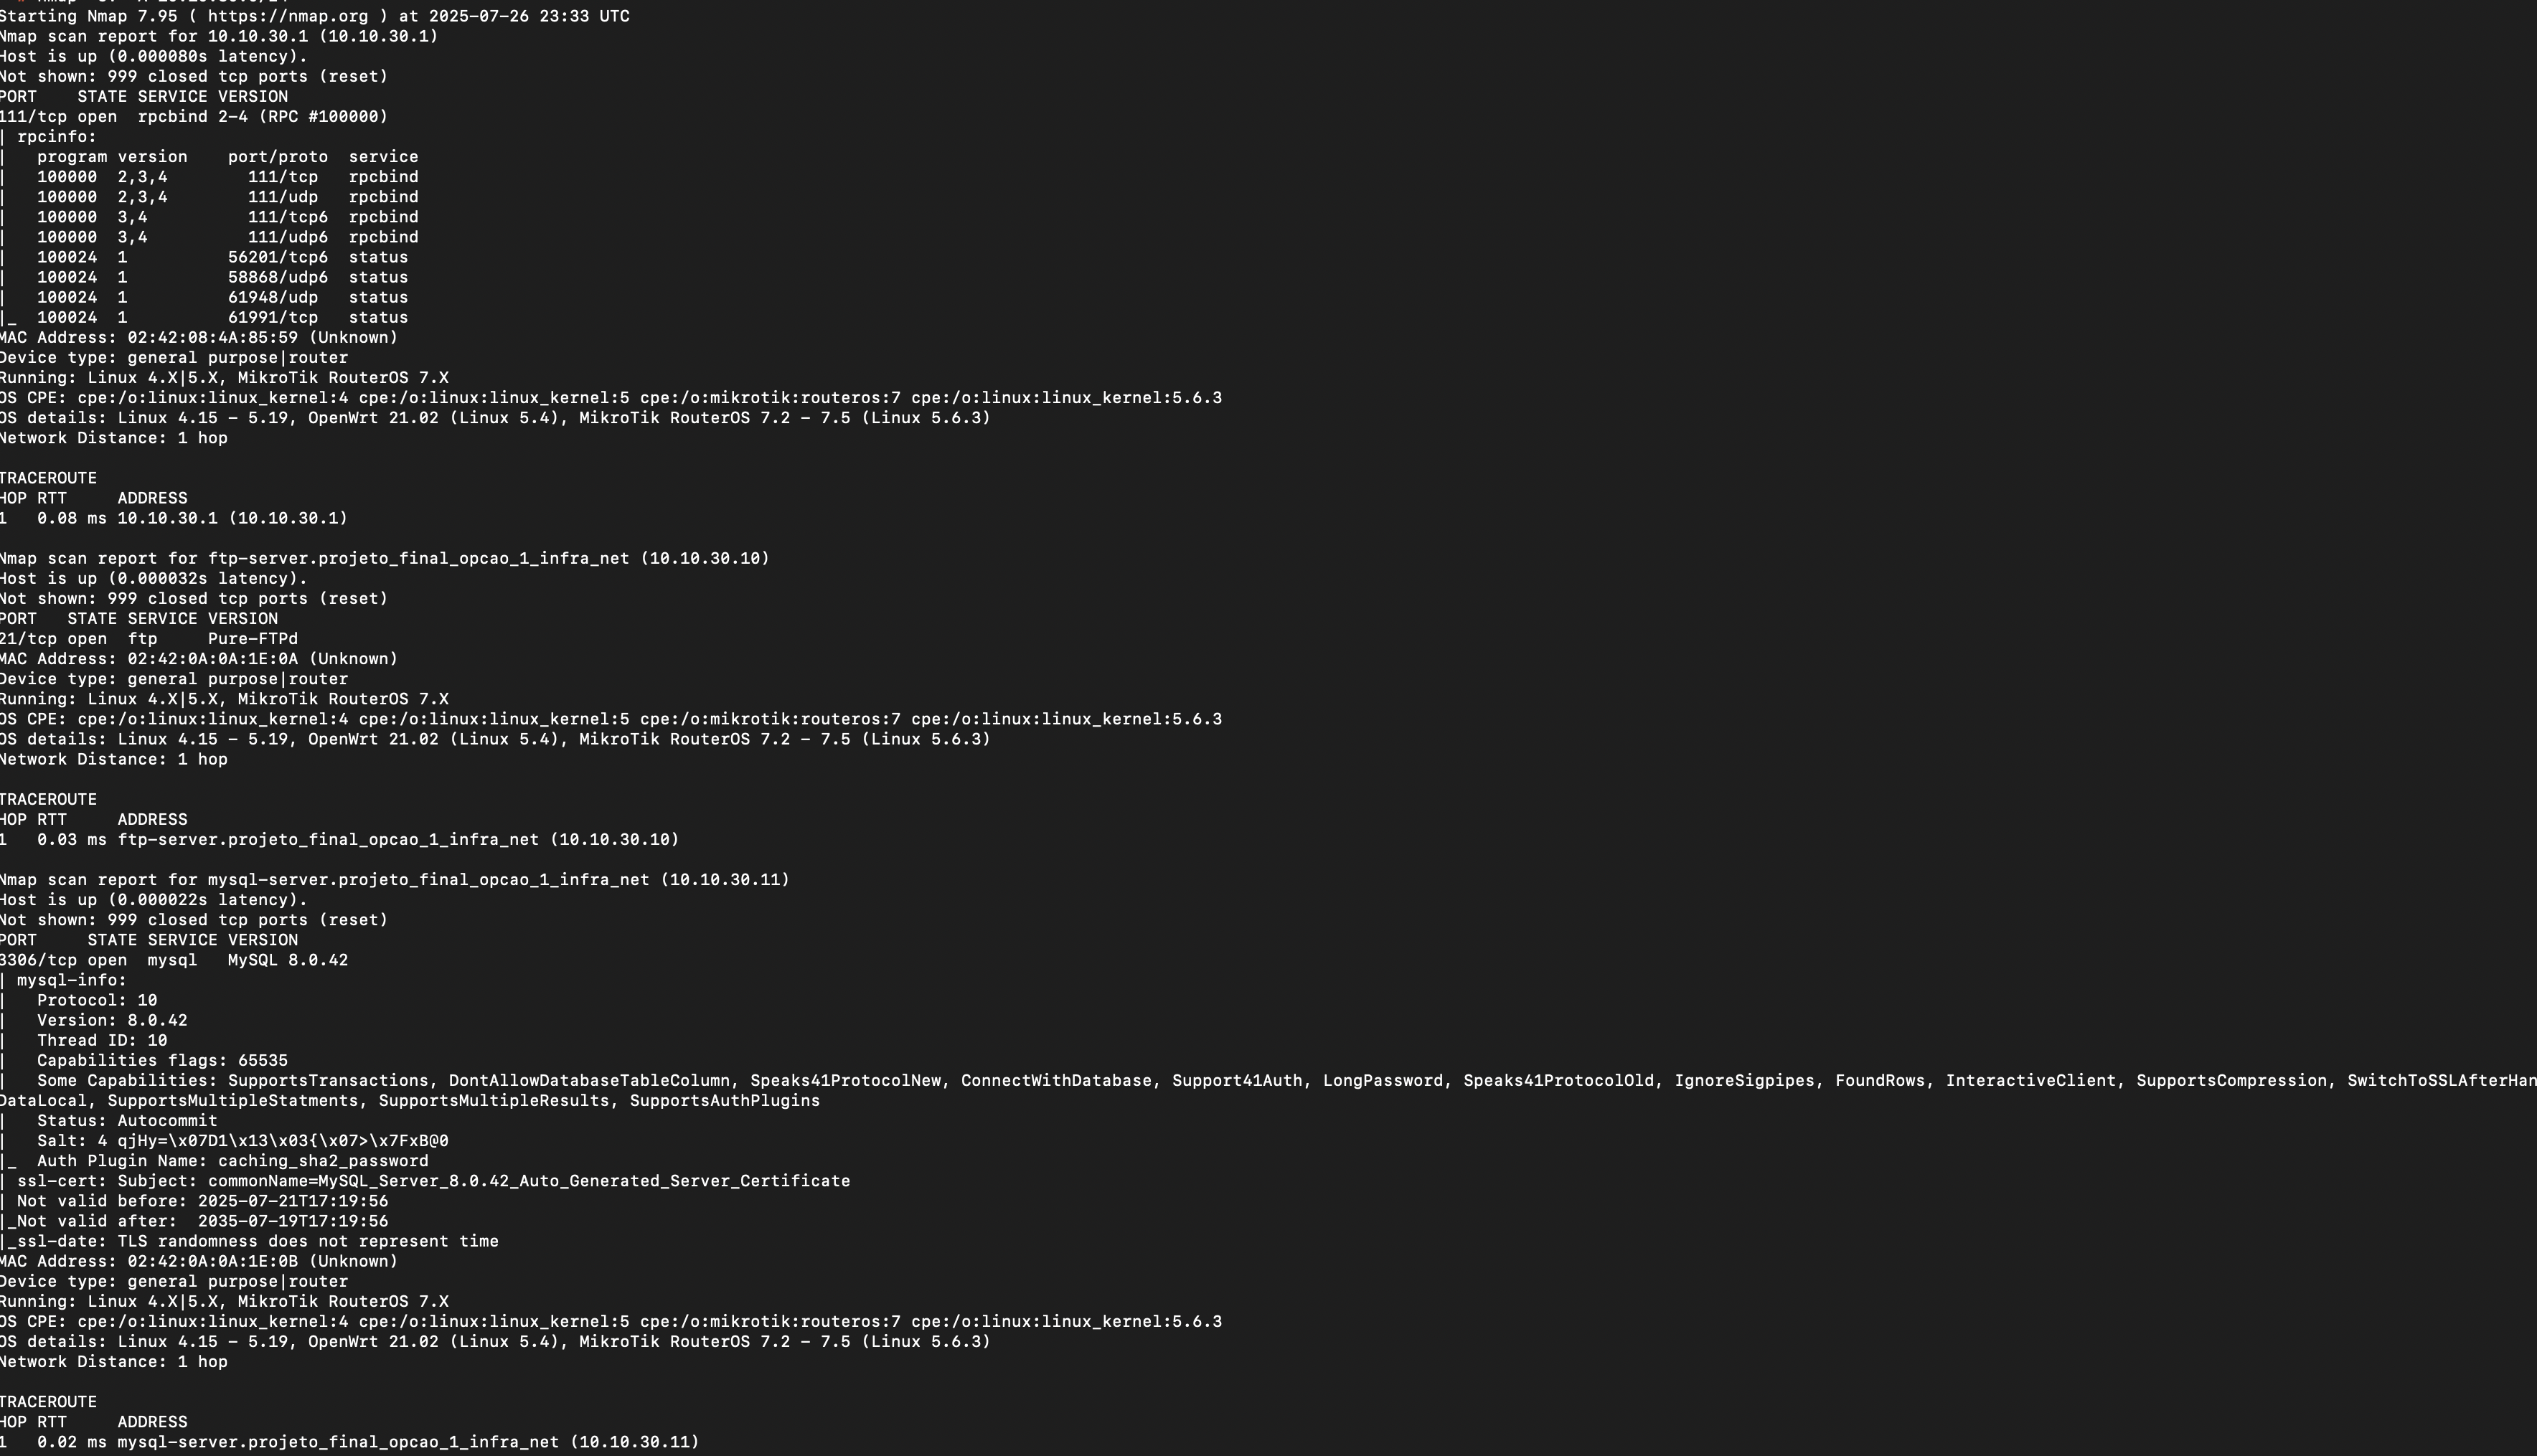 Starting Nmap 7.95 ( https://nmap.org ) at 2025-07-26 23:33 UTC
Nmap scan report for 10.10.30.1 (10.10.30.1)
Host is up (0.000080s latency).
Not shown: 999 closed tcp ports (reset)
PORT    STATE SERVICE VERSION
111/tcp open  rpcbind 2-4 (RPC #100000)
| rpcinfo:
|   program version    port/proto  service
|   100000  2,3,4        111/tcp   rpcbind
|   100000  2,3,4        111/udp   rpcbind
|   100000  3,4          111/tcp6  rpcbind
|   100000  3,4          111/udp6  rpcbind
|   100024  1          56201/tcp6  status
|   100024  1          58868/udp6  status
|   100024  1          61948/udp   status
|_  100024  1          61991/tcp   status
MAC Address: 02:42:08:4A:85:59 (Unknown)
Device type: general purpose|router
Running: Linux 4.X|5.X, MikroTik RouterOS 7.X
OS CPE: cpe:/o:linux:linux_kernel:4 cpe:/o:linux:linux_kernel:5 cpe:/o:mikrotik:routeros:7 cpe:/o:linux:linux_kernel:5.6.3
OS details: Linux 4.15 - 5.19, OpenWrt 21.02 (Linux 5.4), MikroTik RouterOS 7.2 - 7.5 (Linux 5.6.3)
Network Distance: 1 hop
TRACEROUTE
HOP RTT     ADDRESS
1   0.08 ms 10.10.30.1 (10.10.30.1)
Nmap scan report for ftp-server.projeto_final_opcao_1_infra_net (10.10.30.10)
Host is up (0.000032s latency).
Not shown: 999 closed tcp ports (reset)
PORT   STATE SERVICE VERSION
21/tcp open  ftp     Pure-FTPd
MAC Address: 02:42:0A:0A:1E:0A (Unknown)
Device type: general purpose|router
Running: Linux 4.X|5.X, MikroTik RouterOS 7.X
OS CPE: cpe:/o:linux:linux_kernel:4 cpe:/o:linux:linux_kernel:5 cpe:/o:mikrotik:routeros:7 cpe:/o:linux:linux_kernel:5.6.3
OS details: Linux 4.15 - 5.19, OpenWrt 21.02 (Linux 5.4), MikroTik RouterOS 7.2 - 7.5 (Linux 5.6.3)
Network Distance: 1 hop
TRACEROUTE
HOP RTT     ADDRESS
1   0.03 ms ftp-server.projeto_final_opcao_1_infra_net (10.10.30.10)
Nmap scan report for mysql-server.projeto_final_opcao_1_infra_net (10.10.30.11)
Host is up (0.000022s latency).
Not shown: 999 closed tcp ports (reset)
PORT     STATE SERVICE VERSION
3306/tcp open  mysql   MySQL 8.0.42
| mysql-info:
|   Protocol: 10
|   Version: 8.0.42
|   Thread ID: 10
|   Capabilities flags: 65535
|   Some Capabilities: SupportsTransactions, DontAllowDatabaseTableColumn, Speaks41ProtocolNew, ConnectWithDatabase, Support41Auth, LongPassword, Speaks41ProtocolOld, IgnoreSigpipes, FoundRows, InteractiveClient, SupportsCompression, SwitchToSSLAfterHan
DataLocal, SupportsMultipleStatments, SupportsMultipleResults, SupportsAuthPlugins
|   Status: Autocommit
|   Salt: 4 qjHy=\x07D1\x13\x03{\x07>\x7FxB@0
|_  Auth Plugin Name: caching_sha2_password
| ssl-cert: Subject: commonName=MySQL_Server_8.0.42_Auto_Generated_Server_Certificate
| Not valid before: 2025-07-21T17:19:56
|_Not valid after:  2035-07-19T17:19:56
|_ssl-date: TLS randomness does not represent time
MAC Address: 02:42:0A:0A:1E:0B (Unknown)
Device type: general purpose|router
Running: Linux 4.X|5.X, MikroTik RouterOS 7.X
OS CPE: cpe:/o:linux:linux_kernel:4 cpe:/o:linux:linux_kernel:5 cpe:/o:mikrotik:routeros:7 cpe:/o:linux:linux_kernel:5.6.3
OS details: Linux 4.15 - 5.19, OpenWrt 21.02 (Linux 5.4), MikroTik RouterOS 7.2 - 7.5 (Linux 5.6.3)
Network Distance: 1 hop
TRACEROUTE
HOP RTT     ADDRESS
1   0.02 ms mysql-server.projeto_final_opcao_1_infra_net (10.10.30.11)